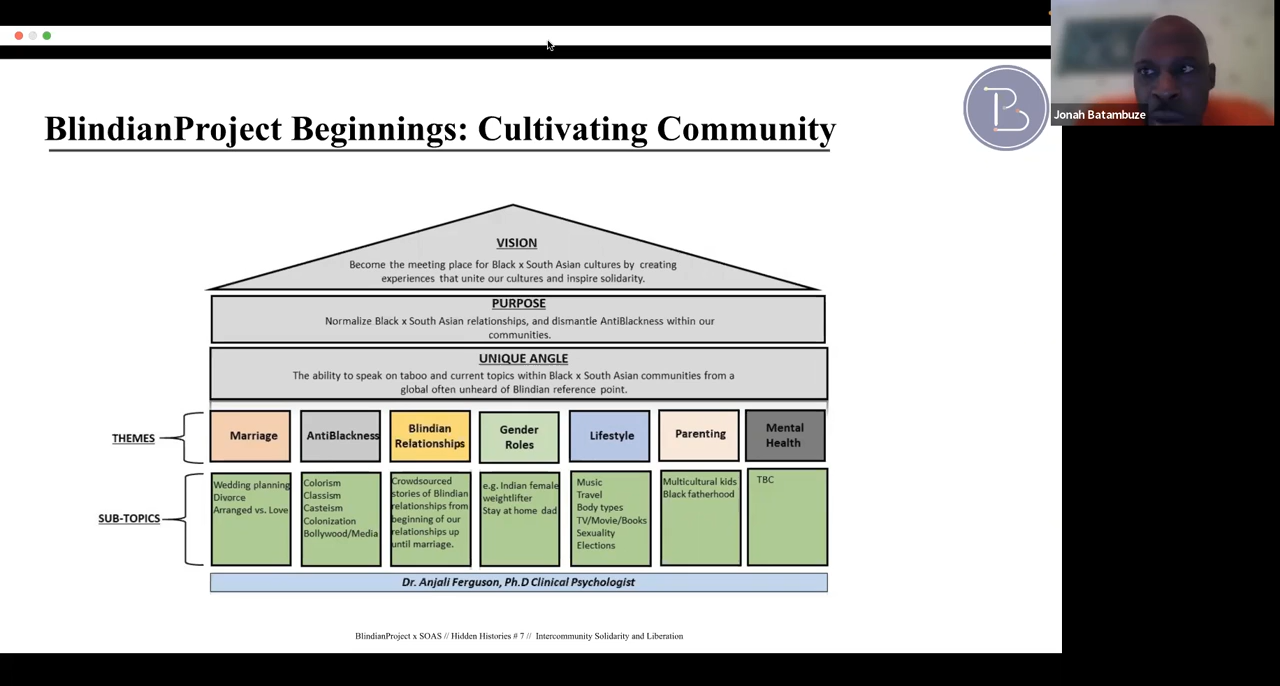 BlindianProject Beginnings: Cultivating Community
B
Jonah Batambuze
VISION
Become the meeting place for Black x South Asian cultures by creating
experiences that unite our cultures and inspire solidarity.
PURPOSE
Normalize Black x South Asian relationships, and dismantle AntiBlackness within our
communities.
UNIQUE ANGLE
The ability to speak on taboo and current topics within Black x South Asian communities from a
global often unheard of Blindian reference point.
THEMES
Marriage
AntiBlackness
Blindian
Relationships
Gender
Roles
Lifestyle
Parenting
Mental
Health
SUB-TOPICS
Wedding planning
Divorce
Arranged vs. Love
Colorism
Classism
Casteism
Colonization
Bollywood/Media
Crowdsourced
stories of Blindian
relationships from
beginning of our
relationships up
until marriage.
e.g. Indian female
weightlifter
Stay at home dad
Music
Travel
Body types
TV/Movie/Books
Sexuality
Elections
Multicultural kids
Black fatherhood
TBC
Dr. Anjali Ferguson, Ph.D Clinical Psychologist
BlindianProject x SOAS // Hidden Histories # 7 // Intercommunity Solidarity and Liberation